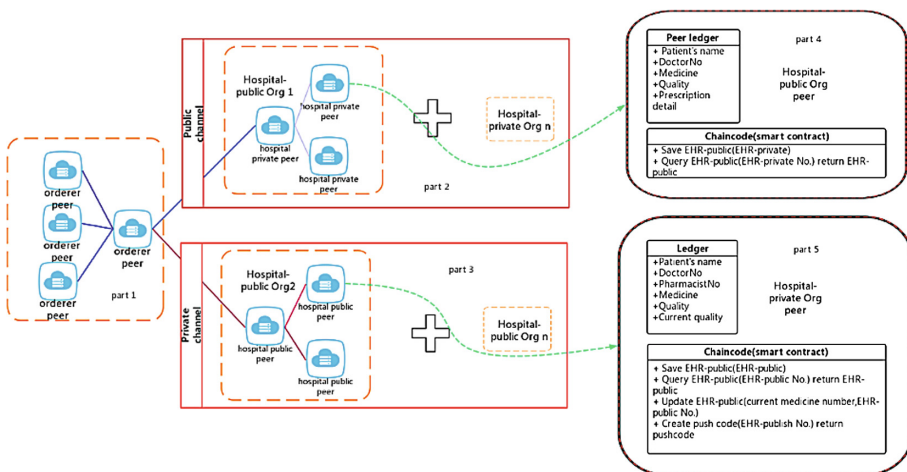 orderer
peer
orderer
peer
orderer
peer
orderer
peer
part 1
Public
channel
Hospital-
public Org 1
hospital
private peer
hospital private
peer
hospital private
peer
Hospital-
private Org n
part 2
Private
channel
Hospital-
public Org2
hospital public
peer
hospital public
peer
hospital public
peer
part 3
Hospital-
public Org n
Peer ledger
+ Patient's name
+DoctorNo
+Medicine
+Quality
+Prescription
detail
part 4
Hospital-
public Org
peer
Chaincode(smart contract)
+ Save EHR-public(EHR-private)
+ Query EHR-public(EHR-private No.) return EHR-
public
Ledger
+Patient's name
+DoctorNo
+PharmacistNo
+Medicine
+Quality
+Current quality
part 5
Hospital-
private Org
peer
Chaincode(smart contract)
+ Save EHR-public(EHR-public)
+ Query EHR-public(EHR-public No.) return EHR-
public
+ Update EHR-public(current medicine number,EHR-
public No.)
+ Create push code(EHR-publish No.) return
pushcode